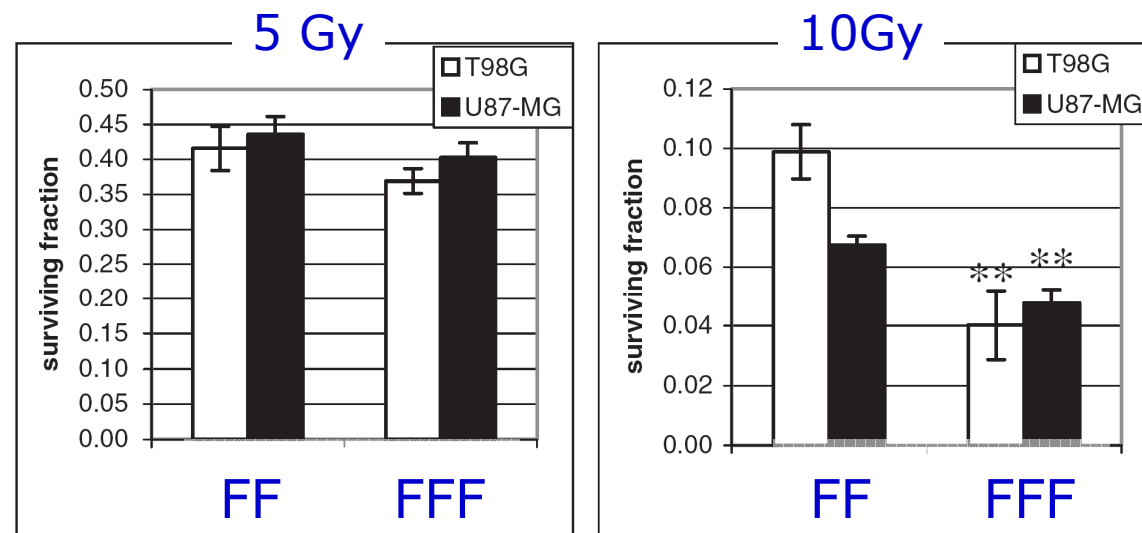 5 Gy
T98G
U87-MG
surviving fraction
0.50
0.45
0.40
0.35
0.30
0.25
0.20
0.15
0.10
0.05
0.00
FF FFF
10Gy
T98G
U87-MG
surviving fraction
0.12
0.10
0.08
0.06
0.04
0.02
0.00
** **
FF FFF